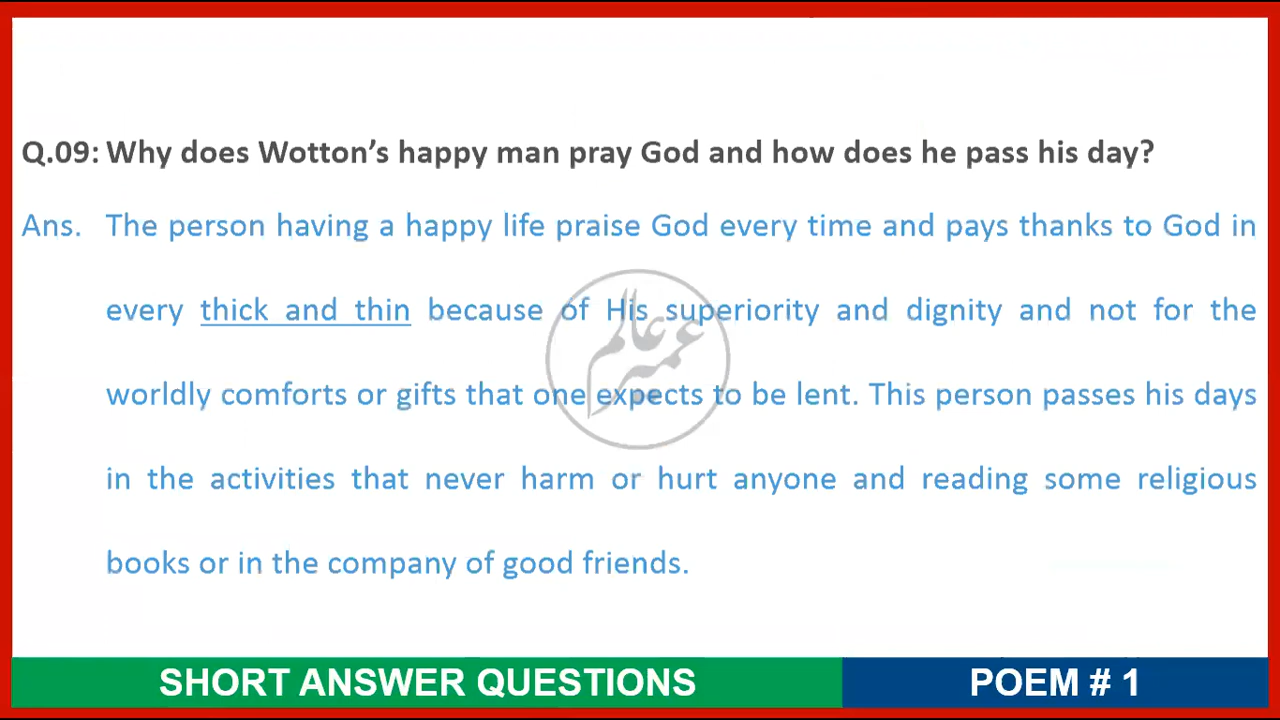 Q.09: Why does Wotton’s happy man pray God and how does he pass his day?
Ans. The person having a happy life praise God every time and pays thanks to God in
every thick and thin because of His superiority and dignity and not for the
worldly comforts or gifts that one expects to be lent. This person passes his days
in the activities that never harm or hurt anyone and reading some religious
books or in the company of good friends.
عمیر عالم
SHORT ANSWER QUESTIONS
POEM # 1